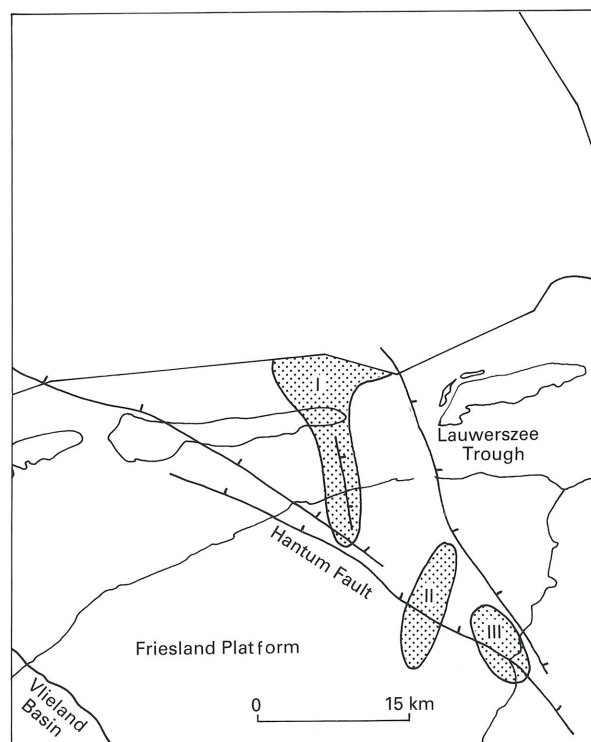 I
Lauwerszee
Trough
Hantum Fault
II
III
Friesland Platform
Vlieland
Basin
0 15 km